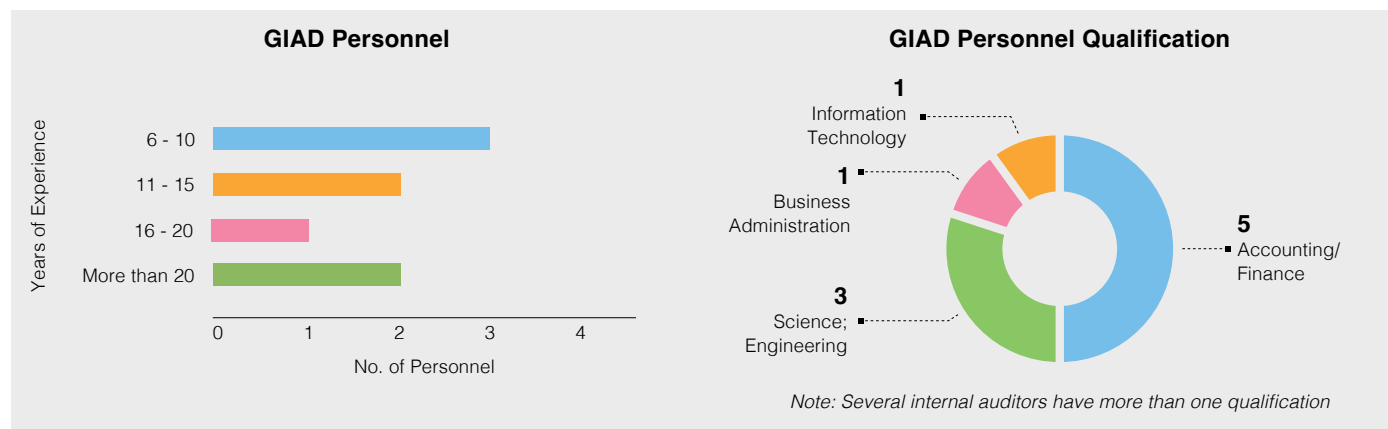 GIAD Personnel
Years of Experience
6 - 10
11 - 15
16 - 20
More than 20
0 1 2 3 4
No. of Personnel
GIAD Personnel Qualification
1
Information
Technology
1
Business
Administration
3
Science;
Engineering
5
Accounting/
Finance
Note: Several internal auditors have more than one qualification